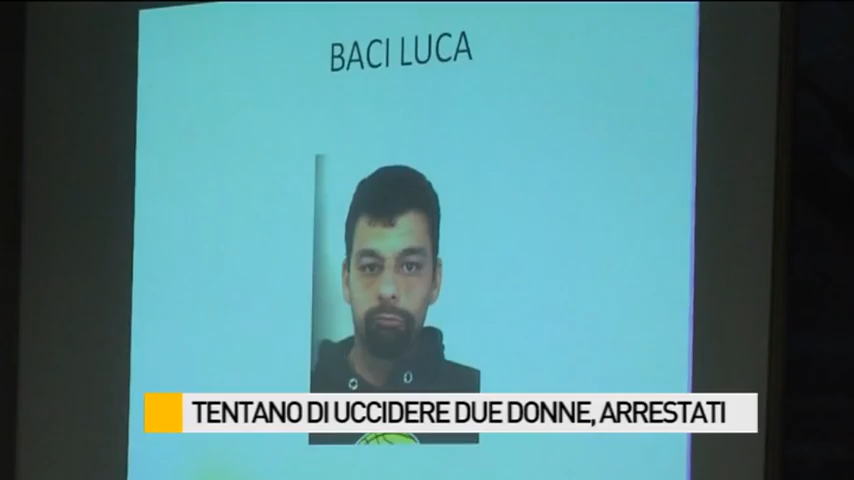 BACI LUCA
TENTANO DI UCCIDERE DUE DONNE, ARRESTATI